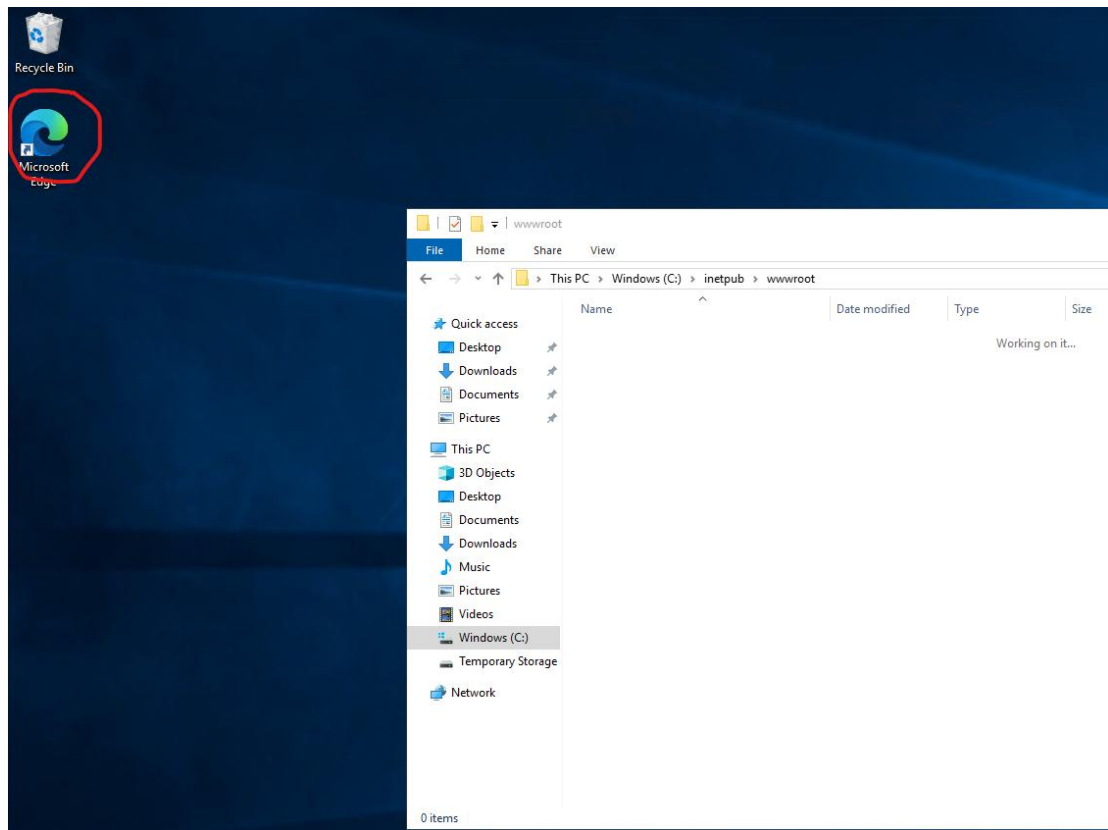 Recycle Bin
Microsoft
Edge
wwwroot
File Home Share View
This PC > Windows (C:) > inetpub > wwwroot
Name Date modified Type Size
Working on it...
Quick access
Desktop
Downloads
Documents
Pictures
This PC
3D Objects
Desktop
Documents
Downloads
Music
Pictures
Videos
Windows (C:)
Temporary Storage
Network
0 items